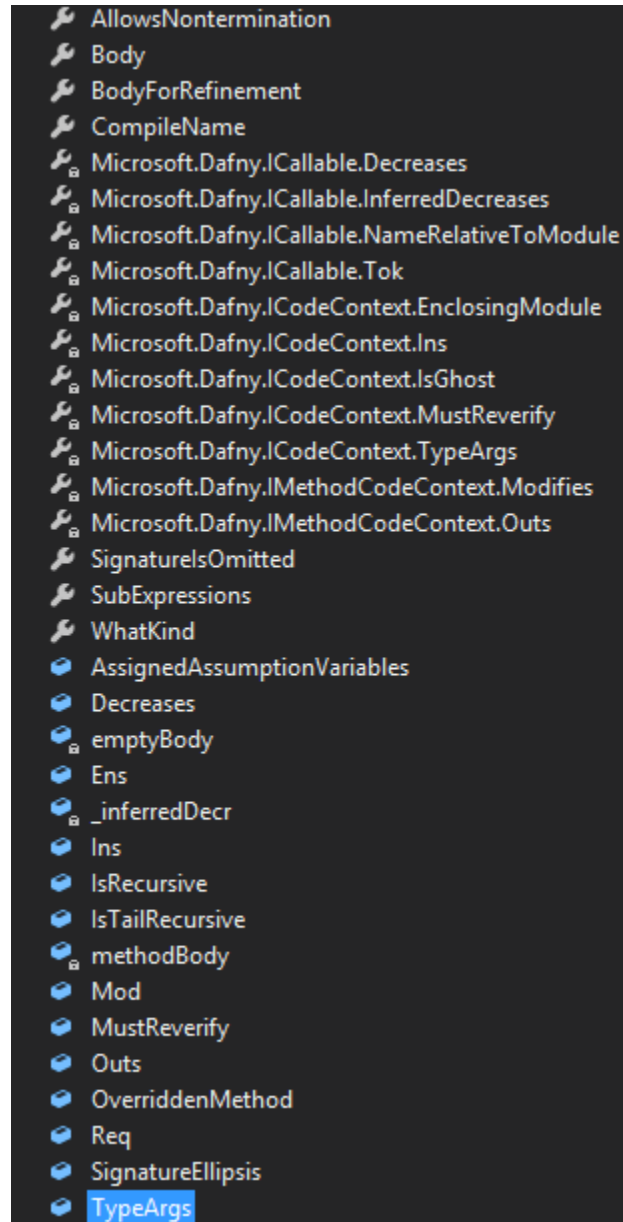 AllowsNontermination
Body
BodyForRefinement
CompileName
Microsoft.Dafny.ICallable.Decreases
Microsoft.Dafny.ICallable.InferredDecreases
Microsoft.Dafny.ICallable.NameRelativeToModule
Microsoft.Dafny.ICallable.Tok
Microsoft.Dafny.ICodeContext.EnclosingModule
Microsoft.Dafny.ICodeContext.Ins
Microsoft.Dafny.ICodeContext.IsGhost
Microsoft.Dafny.ICodeContext.MustReverify
Microsoft.Dafny.ICodeContext.TypeArgs
Microsoft.Dafny.IMethodCodeContext.Modifies
Microsoft.Dafny.IMethodCodeContext.Outs
SignatureIsOmitted
SubExpressions
WhatKind
AssignedAssumptionVariables
Decreases
emptyBody
Ens
_inferredDecr
Ins
IsRecursive
IsTailRecursive
methodBody
Mod
MustReverify
Outs
OverriddenMethod
Req
SignatureEllipsis
TypeArgs